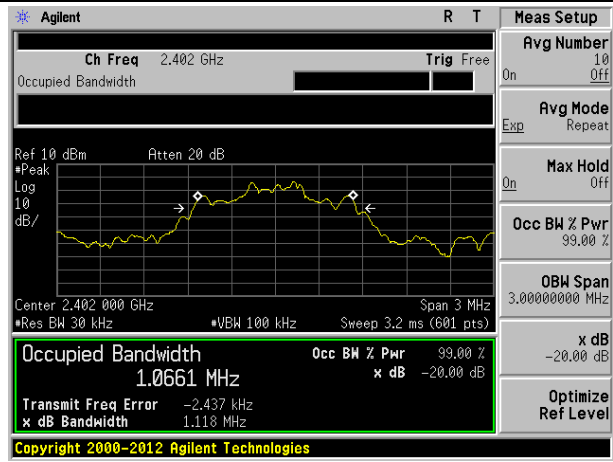 Agilent R T
Ch Freq 2.402 GHz Trig Free
Occupied Bandwidth
Ref 10 dBm Atten 20 dB
#Peak
Log
10
dB/
Center 2.402 000 GHz Span 3 MHz
#Res BW 30 kHz #VBW 100 kHz Sweep 3.2 ms (601 pts)
Occupied Bandwidth Occ BW % Pwr 99.00 %
1.0661 MHz x dB -20.00 dB
Transmit Freq Error -2.437 kHz
x dB Bandwidth 1.118 MHz
Copyright 2000-2012 Agilent Technologies
Meas Setup
Avg Number
10
On Off
Avg Mode
Exp Repeat
Max Hold
On Off
Occ BW % Pwr
99.00 %
OBW Span
3.00000000 MHz
x dB
-20.00 dB
Optimize
Ref Level